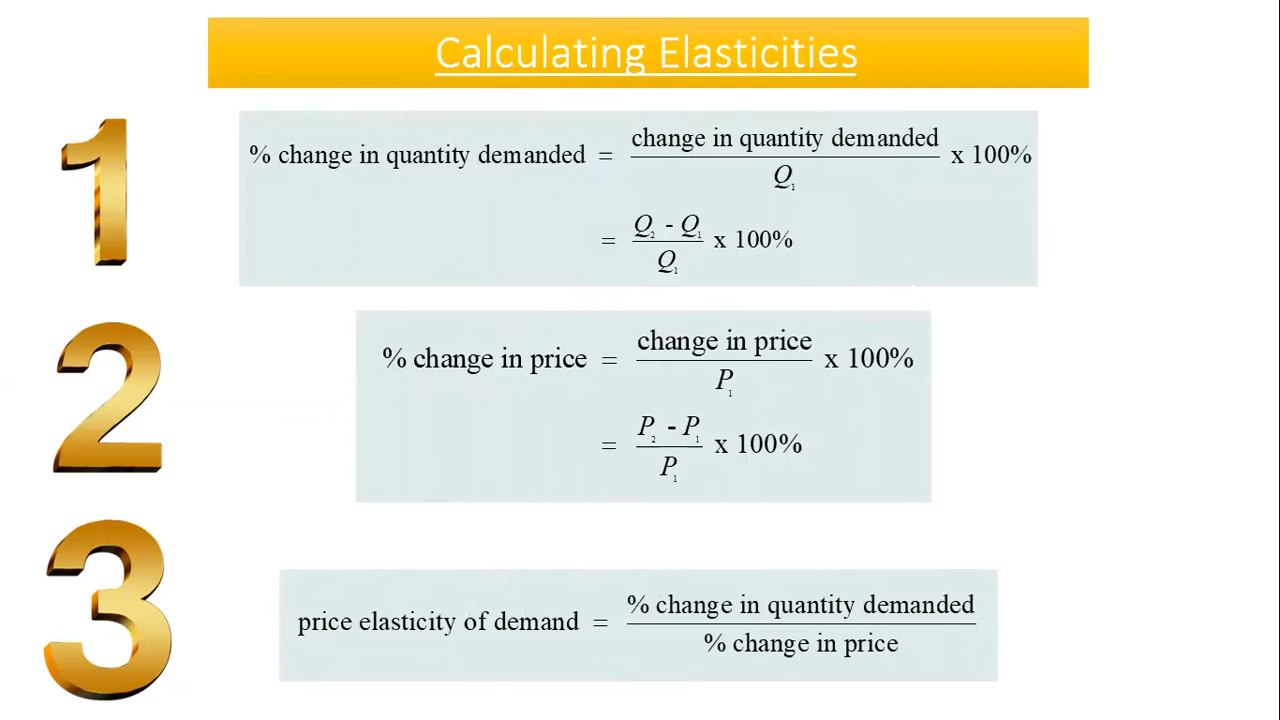 Calculating Elasticities
1
% change in quantity demanded = change in quantity demanded / Q₁ x 100%
= Q₂ - Q₁ / Q₁ x 100%
2
% change in price = change in price / P₁ x 100%
= P₂ - P₁ / P₁ x 100%
3
price elasticity of demand = % change in quantity demanded / % change in price